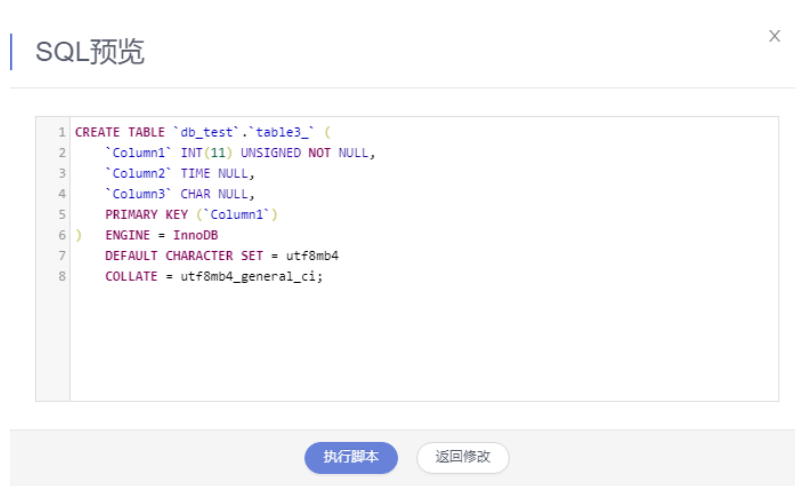 SQL预览
X
1 CREATE TABLE `db_test`.`table3_` (
2 `Column1` INT(11) UNSIGNED NOT NULL,
3 `Column2` TIME NULL,
4 `Column3` CHAR NULL,
5 PRIMARY KEY (`Column1`)
6 ) ENGINE = InnoDB
7 DEFAULT CHARACTER SET = utf8mb4
8 COLLATE = utf8mb4_general_ci;
执行脚本 返回修改